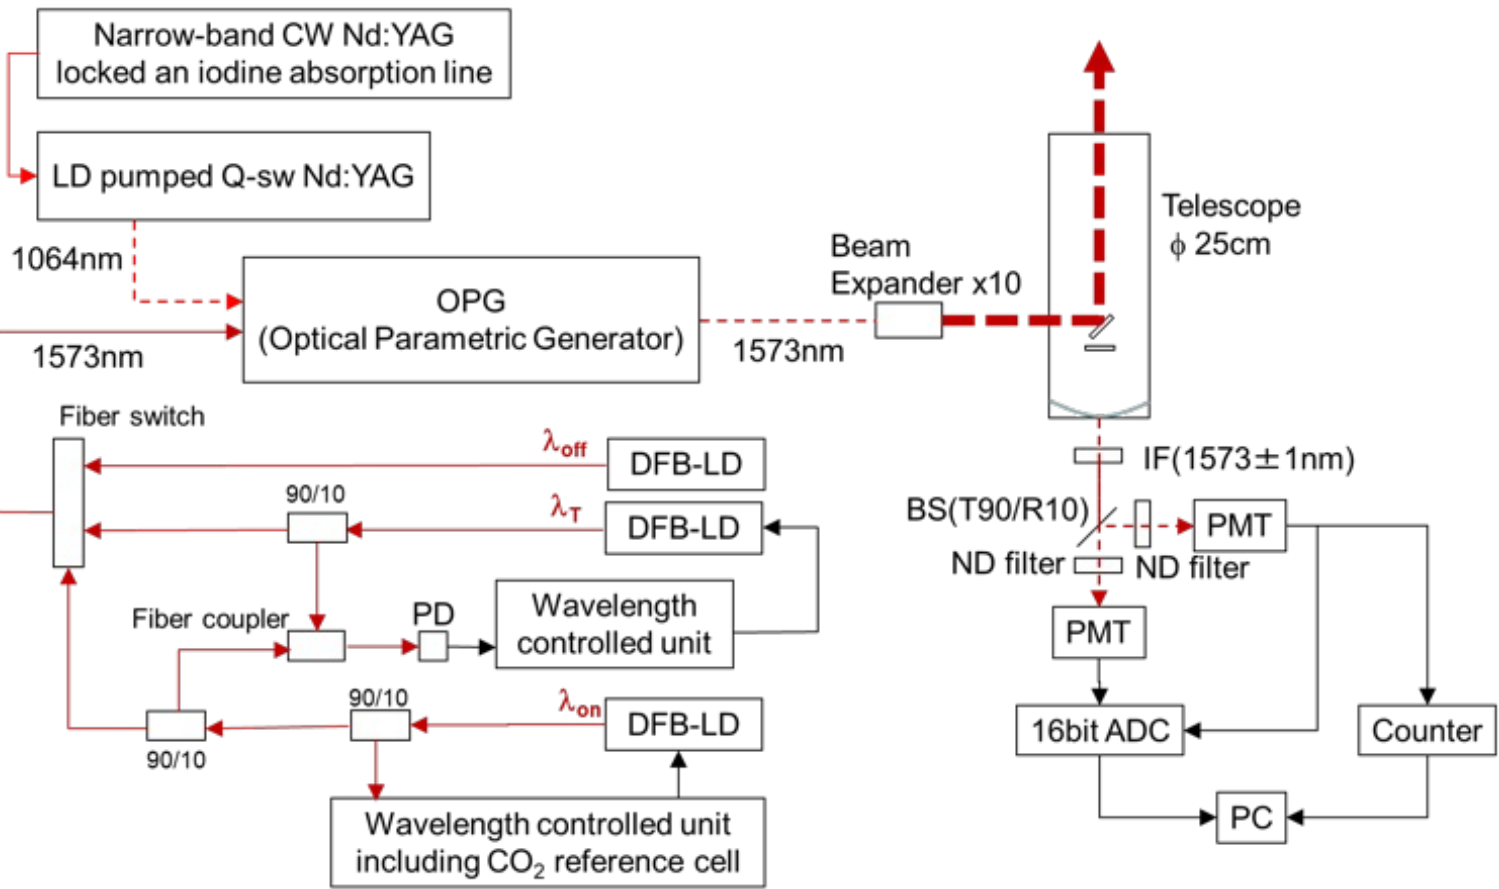 Narrow-band CW Nd:YAG
locked an iodine absorption line
LD pumped Q-sw Nd:YAG
1064nm
OPG
(Optical Parametric Generator)
1573nm
1573nm
Beam
Expander x10
Telescope
ϕ 25cm
Fiber switch
λoff
DFB-LD
90/10
λT
DFB-LD
Fiber coupler
PD
Wavelength
controlled unit
90/10
λon
DFB-LD
90/10
Wavelength controlled unit
including CO₂ reference cell
IF(1573±1nm)
BS(T90/R10)
PMT
ND filter
ND filter
PMT
16bit ADC
Counter
PC